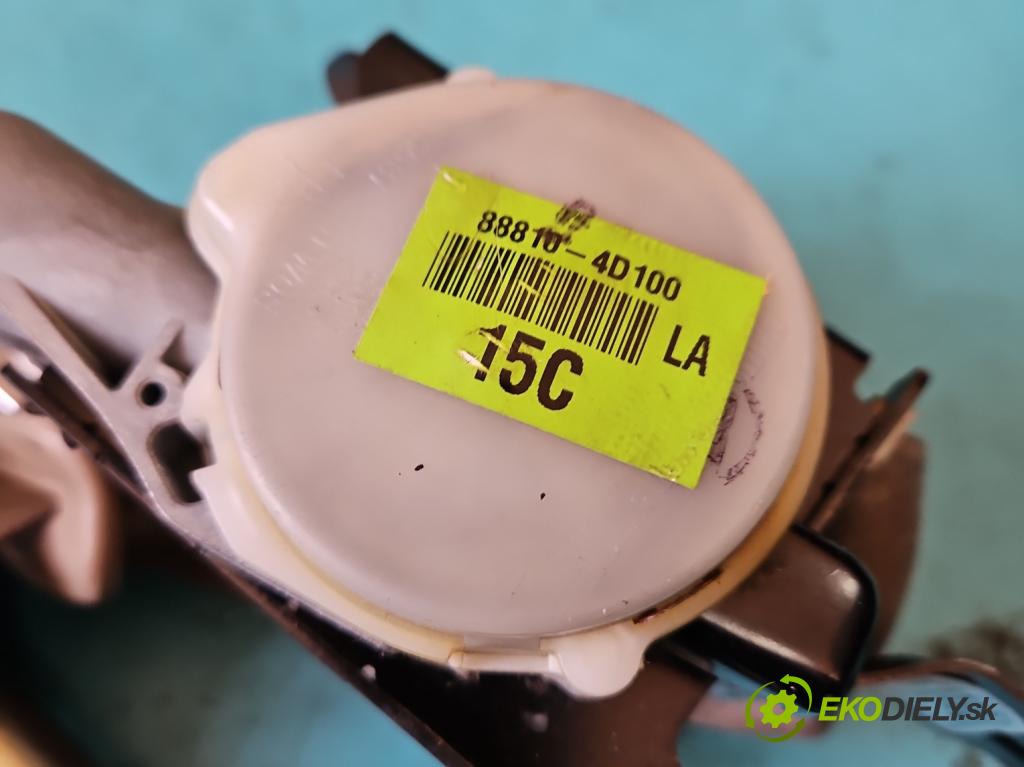 88810-4D100
LA
15C
EKODIELY.sk